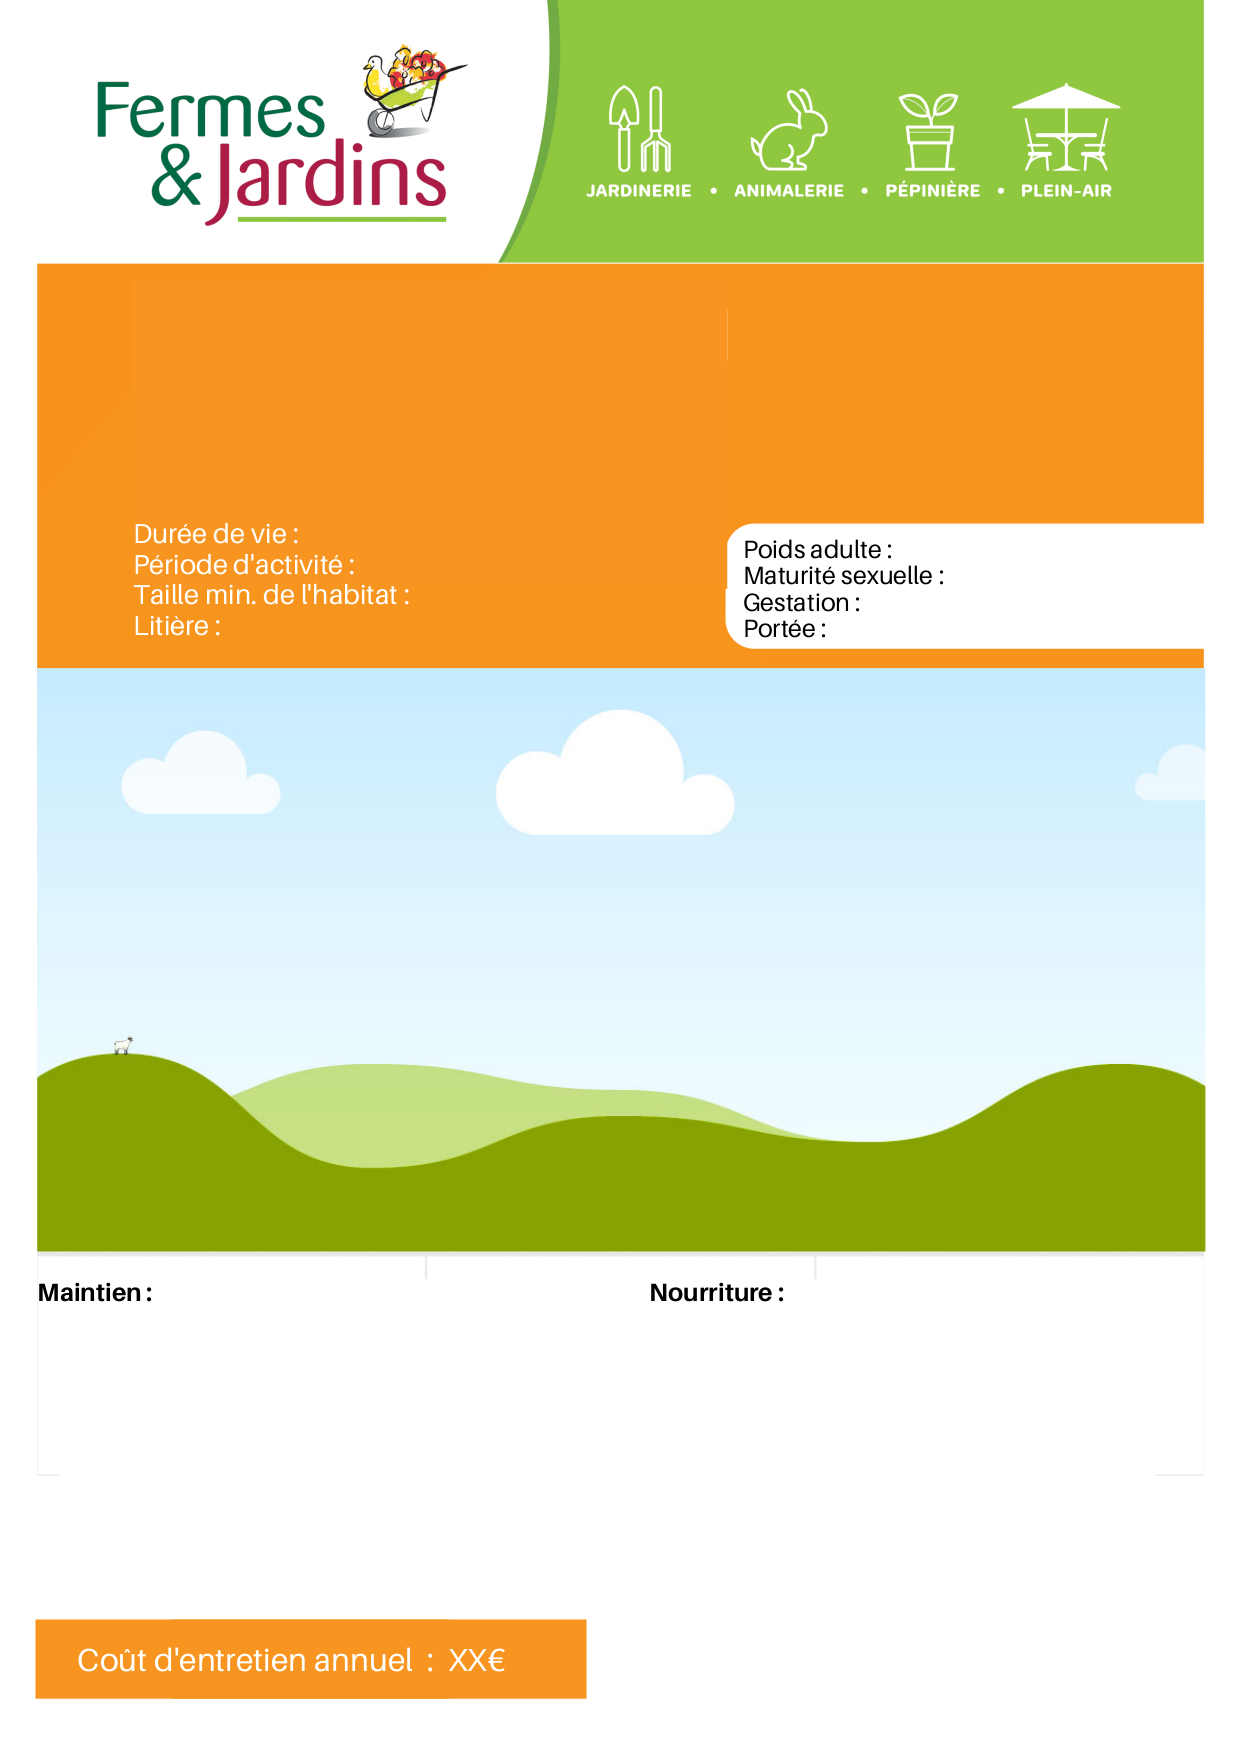 Fermes
& Jardins
JARDINERIE • ANIMALERIE • PÉPINIÈRE • PLEIN-AIR
Durée de vie :
Période d'activité :
Taille min. de l'habitat :
Litière :
Poids adulte :
Maturité sexuelle :
Gestation :
Portée :
Maintien :
Nourriture :
Coût d'entretien annuel : XX€